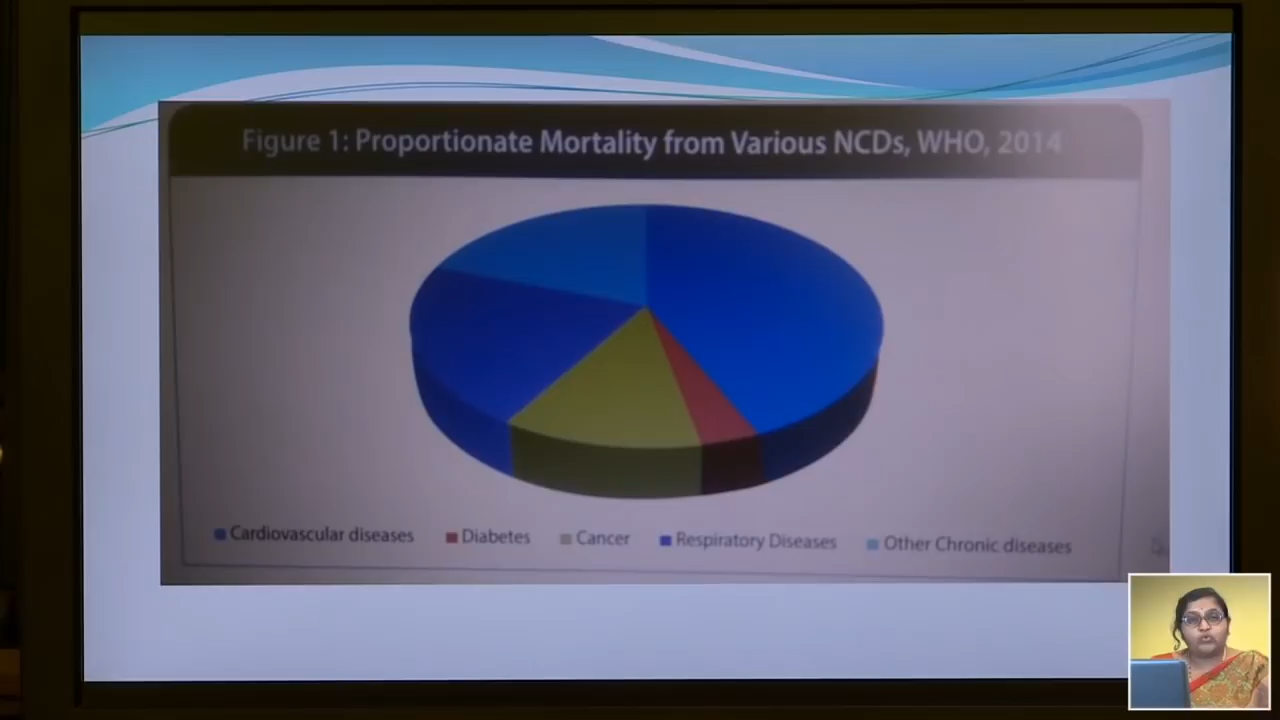 Figure 1: Proportionate Mortality from Various NCDs, WHO, 2014
Cardiovascular diseases
Diabetes
Cancer
Respiratory Diseases
Other Chronic diseases